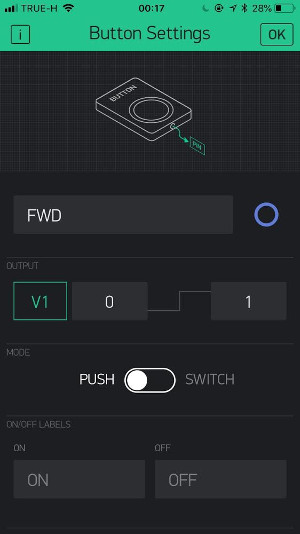 TRUE-H 00:17 28%
i Button Settings OK
BUTTON
PIN
FWD
OUTPUT
V1 0 1
MODE
PUSH SWITCH
ON/OFF LABELS
ON OFF
ON OFF